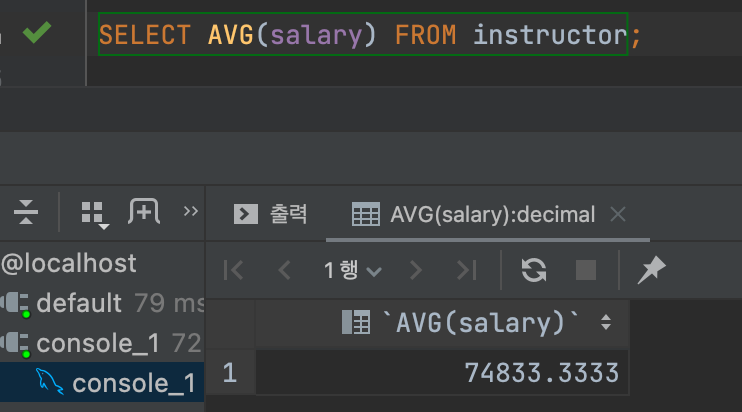 SELECT AVG(salary) FROM instructor;
출력
AVG(salary):decimal
1행
@localhost
default 79 ms
console_1 72
console_1
`AVG(salary)`
1 74833.3333